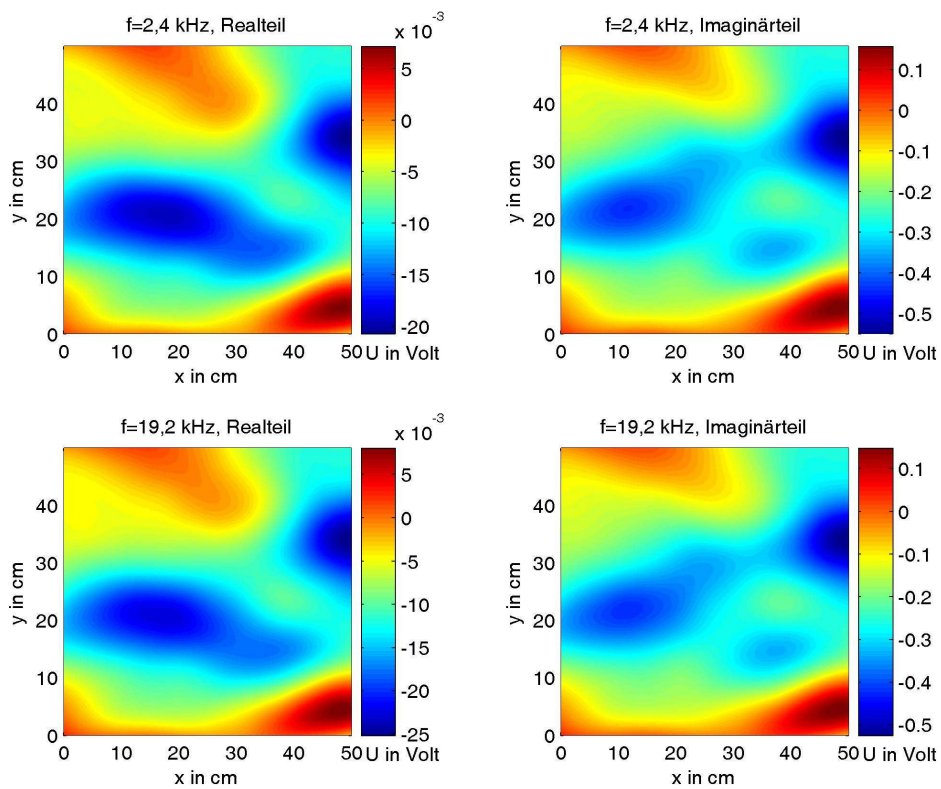 f=2,4 kHz, Realteil
x 10
-3
5
0
-5
-10
-15
-20
U in Volt
40
30
20
10
0
y in cm
0 10 20 30 40 50
x in cm
f=2,4 kHz, Imaginärteil
0.1
0
-0.1
-0.2
-0.3
-0.4
-0.5
U in Volt
40
30
20
10
0
y in cm
0 10 20 30 40 50
x in cm
f=19,2 kHz, Realteil
x 10
-3
5
0
-5
-10
-15
-20
-25
U in Volt
40
30
20
10
0
y in cm
0 10 20 30 40 50
x in cm
f=19,2 kHz, Imaginärteil
0.1
0
-0.1
-0.2
-0.3
-0.4
-0.5
U in Volt
40
30
20
10
0
y in cm
0 10 20 30 40 50
x in cm